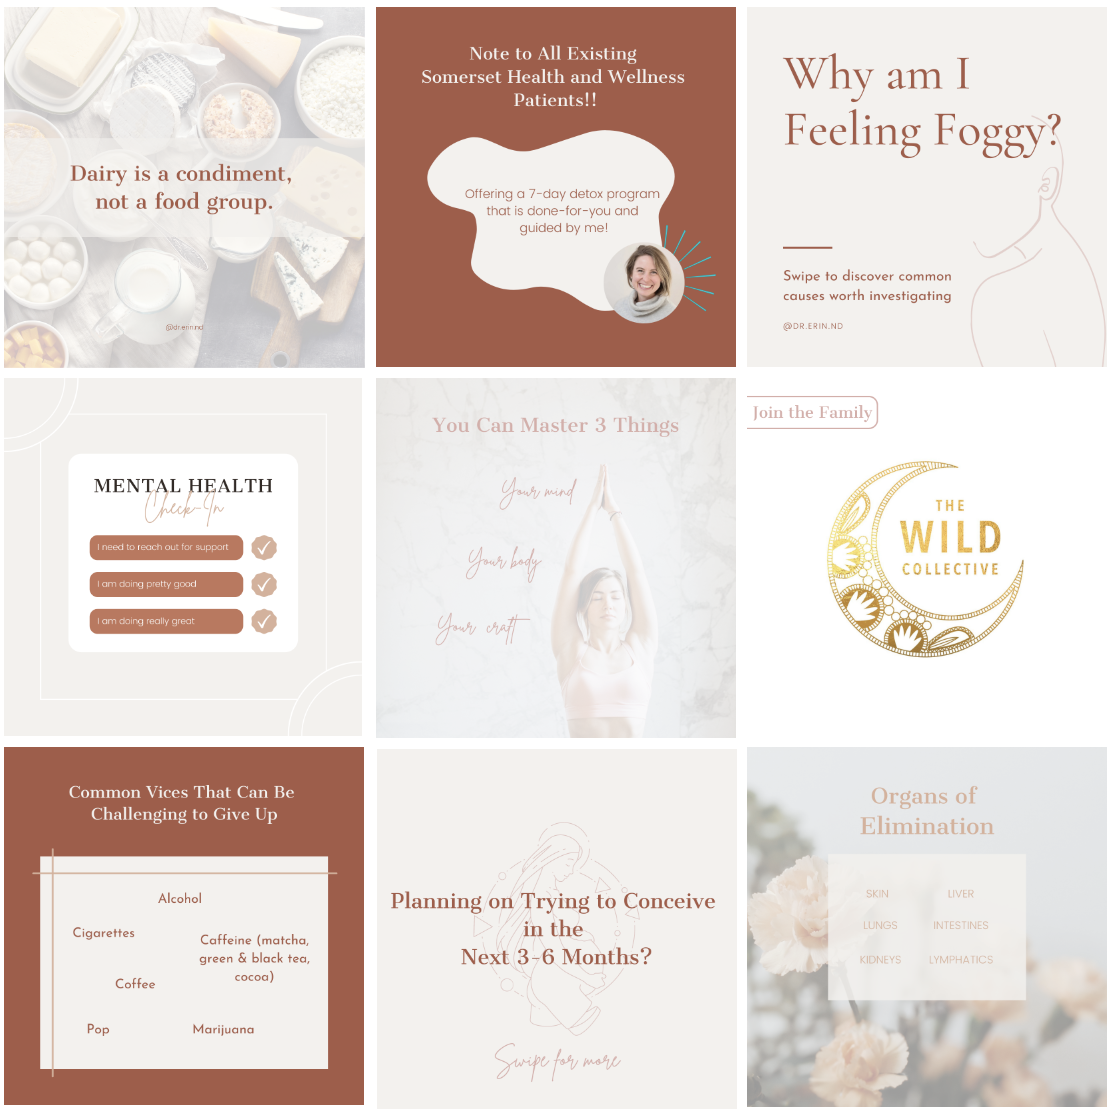 Dairy is a condiment,
not a food group.
@dr.erin.nd
Note to All Existing
Somerset Health and Wellness
Patients!!
Offering a 7-day detox program
that is done-for-you and
guided by me!
Why am I
Feeling Foggy?
Swipe to discover common
causes worth investigating
@DR.ERIN.ND
MENTAL HEALTH
Check-In
I need to reach out for support
I am doing pretty good
I am doing really great
You Can Master 3 Things
Your mind
Your body
Your craft
Join the Family
THE
WILD
COLLECTIVE
Common Vices That Can Be
Challenging to Give Up
Alcohol
Cigarettes
Caffeine (matcha,
green & black tea,
cocoa)
Coffee
Pop
Marijuana
Planning on Trying to Conceive
in the
Next 3-6 Months?
Swipe for more
Organs of
Elimination
SKIN
LIVER
LUNGS
INTESTINES
KIDNEYS
LYMPHATICS